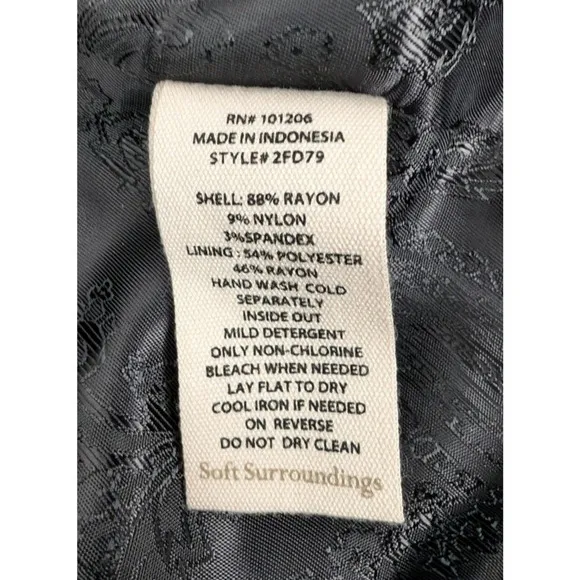 RN# 101206
MADE IN INDONESIA
STYLE# 2FD79
SHELL: 88% RAYON
9% NYLON
3%SPANDEX
LINING : 54% POLYESTER
46% RAYON
HAND WASH COLD
SEPARATELY
INSIDE OUT
MILD DETERGENT
ONLY NON-CHLORINE
BLEACH WHEN NEEDED
LAY FLAT TO DRY
COOL IRON IF NEEDED
ON REVERSE
DO NOT DRY CLEAN
Soft Surroundings